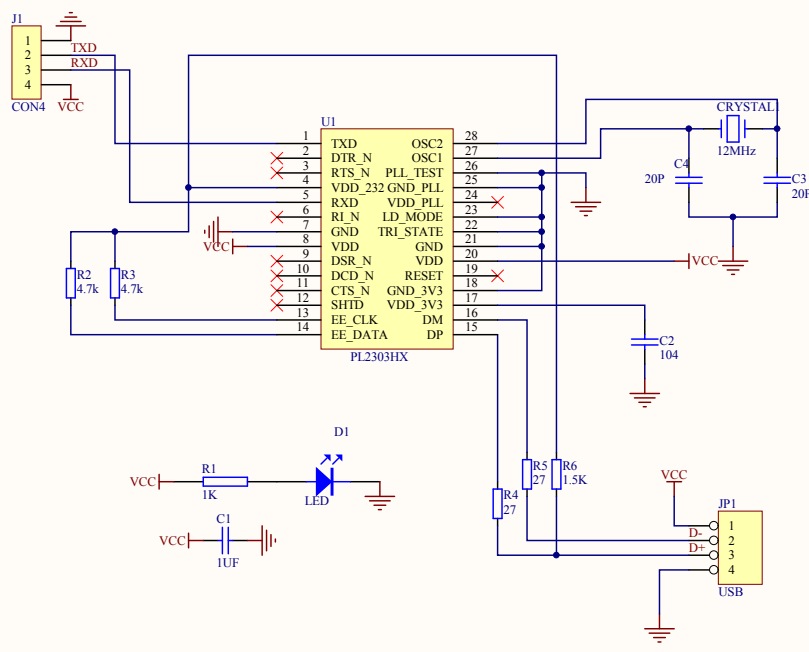 J1
1
2
3
4
TXD
RXD
CON4
VCC
U1
1 TXD OSC2 28
2 DTR_N OSC1 27
3 RTS_N PLL_TEST 26
4 VDD_232 GND_PLL 25
5 RXD VDD_PLL 24
6 RI_N LD_MODE 23
7 GND TRI_STATE 22
8 VDD GND 21
9 DSR_N VDD 20
10 DCD_N RESET 19
11 CTS_N GND_3V3 18
12 SHTD VDD_3V3 17
13 EE_CLK DM 16
14 EE_DATA DP 15
PL2303HX
VCC
R2
4.7k
R3
4.7k
CRYSTAL1
12MHz
C4
20P
C3
20P
VCC
C2
104
D1
VCC
R1
1K
LED
C1
VCC
1UF
R5
27
R6
1.5K
R4
27
VCC
JP1
1
D- 2
D+ 3
4
USB